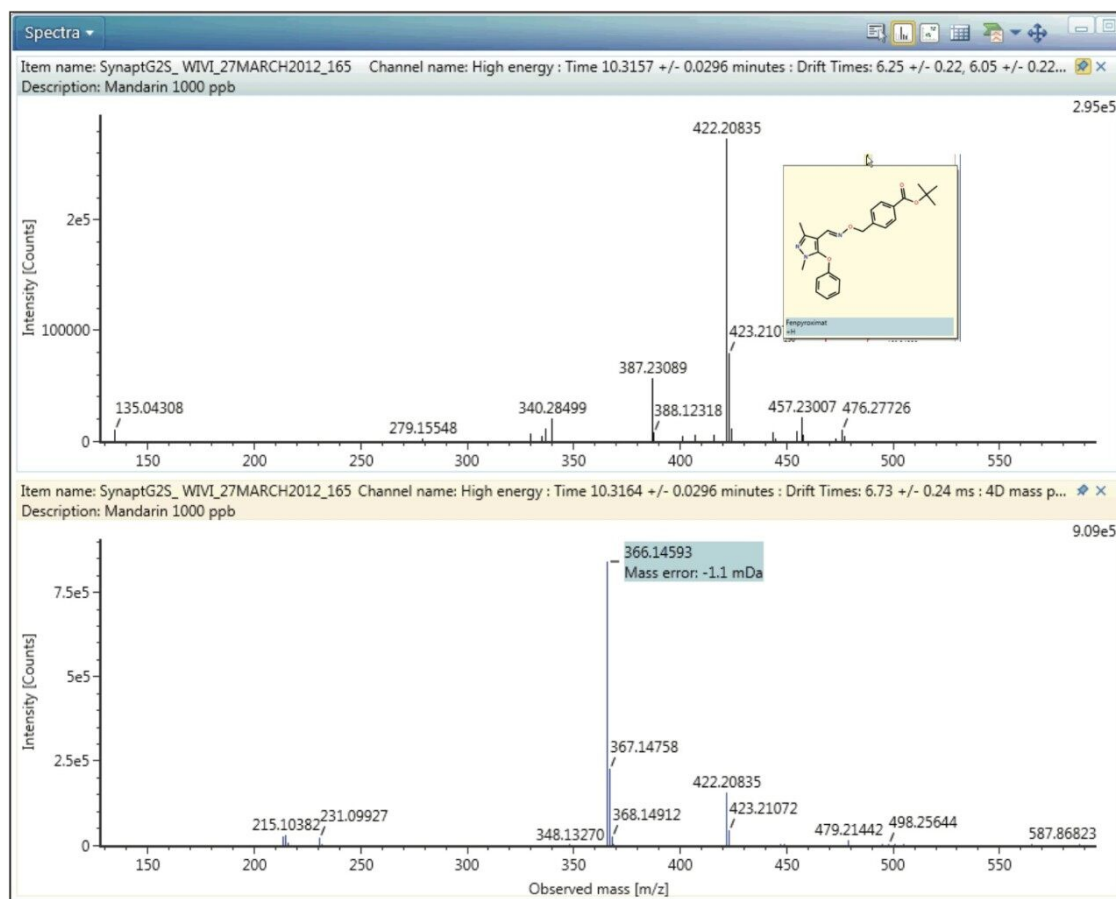 Spectra
Item name: SynaptG2S_ WIVI_27MARCH2012_165 Channel name: High energy : Time 10.3157 +/- 0.0296 minutes : Drift Times: 6.25 +/- 0.22, 6.05 +/- 0.22...
Description: Mandarin 1000 ppb
2.95e5
422.20835
2e5
Intensity [Counts]
Fenpyroximat
+H
100000
387.23089
135.04308
279.15548
340.28499
388.12318
457.23007
476.27726
0
150 200 250 300 350 400 450 500 550
Item name: SynaptG2S_ WIVI_27MARCH2012_165 Channel name: High energy : Time 10.3164 +/- 0.0296 minutes : Drift Times: 6.73 +/- 0.24 ms : 4D mass p...
Description: Mandarin 1000 ppb
9.09e5
366.14593
Mass error: -1.1 mDa
7.5e5
5e5
Intensity [Counts]
2.5e5
367.14758
422.20835
215.10382
231.09927
348.13270
368.14912
423.21072
479.21442
498.25644
587.86823
0
150 200 250 300 350 400 450 500 550
Observed mass [m/z]